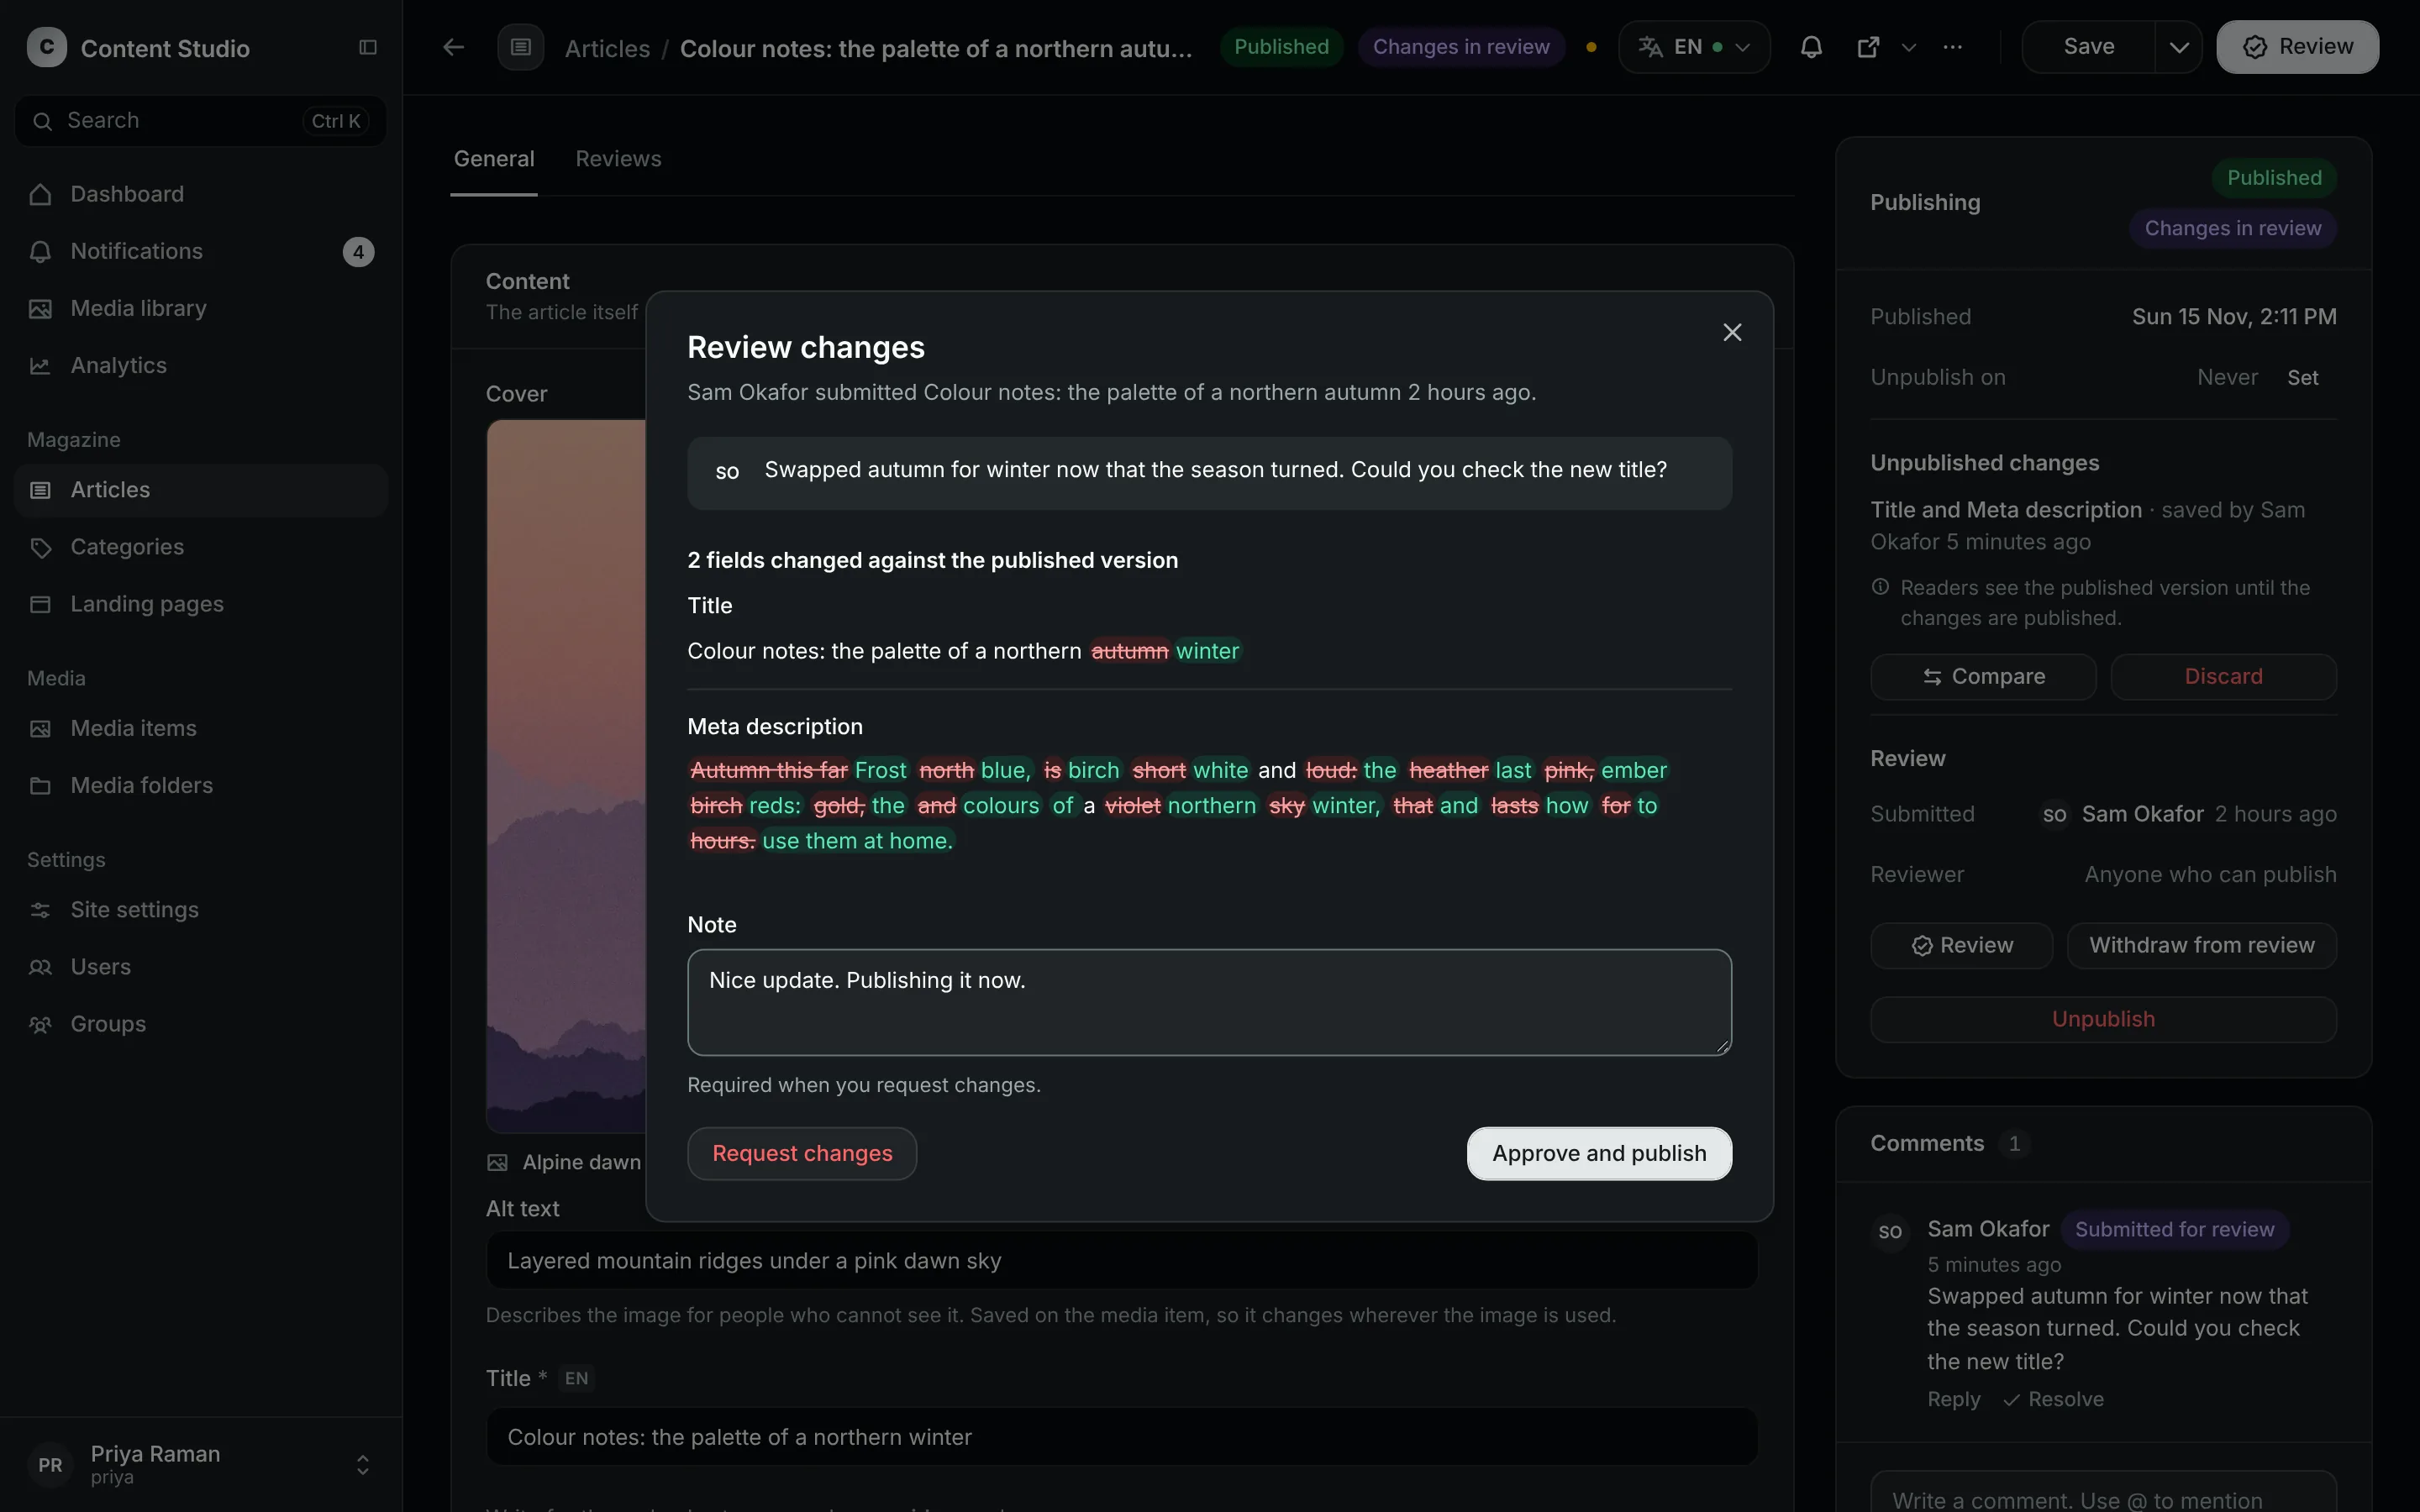 C Content Studio
Search Ctrl K
Dashboard
Notifications 4
Media library
Analytics
Magazine
Articles
Categories
Landing pages
Media
Media items
Media folders
Settings
Site settings
Users
Groups
PR Priya Raman
priya
Articles / Colour notes: the palette of a northern autu... Published Changes in review EN Save Review
General Reviews
Content
The article itself
Cover
Alpine dawn
Alt text
Layered mountain ridges under a pink dawn sky
Describes the image for people who cannot see it. Saved on the media item, so it changes wherever the image is used.
Title * EN
Colour notes: the palette of a northern winter
Review changes
Sam Okafor submitted Colour notes: the palette of a northern autumn 2 hours ago.
SO Swapped autumn for winter now that the season turned. Could you check the new title?
2 fields changed against the published version
Title
Colour notes: the palette of a northern autumn winter
Meta description
Autumn this far Frost north blue, is birch short white and loud: the heather last pink, ember
birch reds: gold, the and colours of a violet northern sky winter, that and lasts how for to
hours. use them at home.
Note
Nice update. Publishing it now.
Required when you request changes.
Request changes Approve and publish
Publishing Published
Changes in review
Published Sun 15 Nov, 2:11 PM
Unpublish on Never Set
Unpublished changes
Title and Meta description · saved by Sam
Okafor 5 minutes ago
Readers see the published version until the
changes are published.
Compare Discard
Review
Submitted SO Sam Okafor 2 hours ago
Reviewer Anyone who can publish
Review Withdraw from review
Unpublish
Comments 1
SO Sam Okafor Submitted for review
5 minutes ago
Swapped autumn for winter now that
the season turned. Could you check
the new title?
Reply Resolve
Write a comment. Use @ to mention